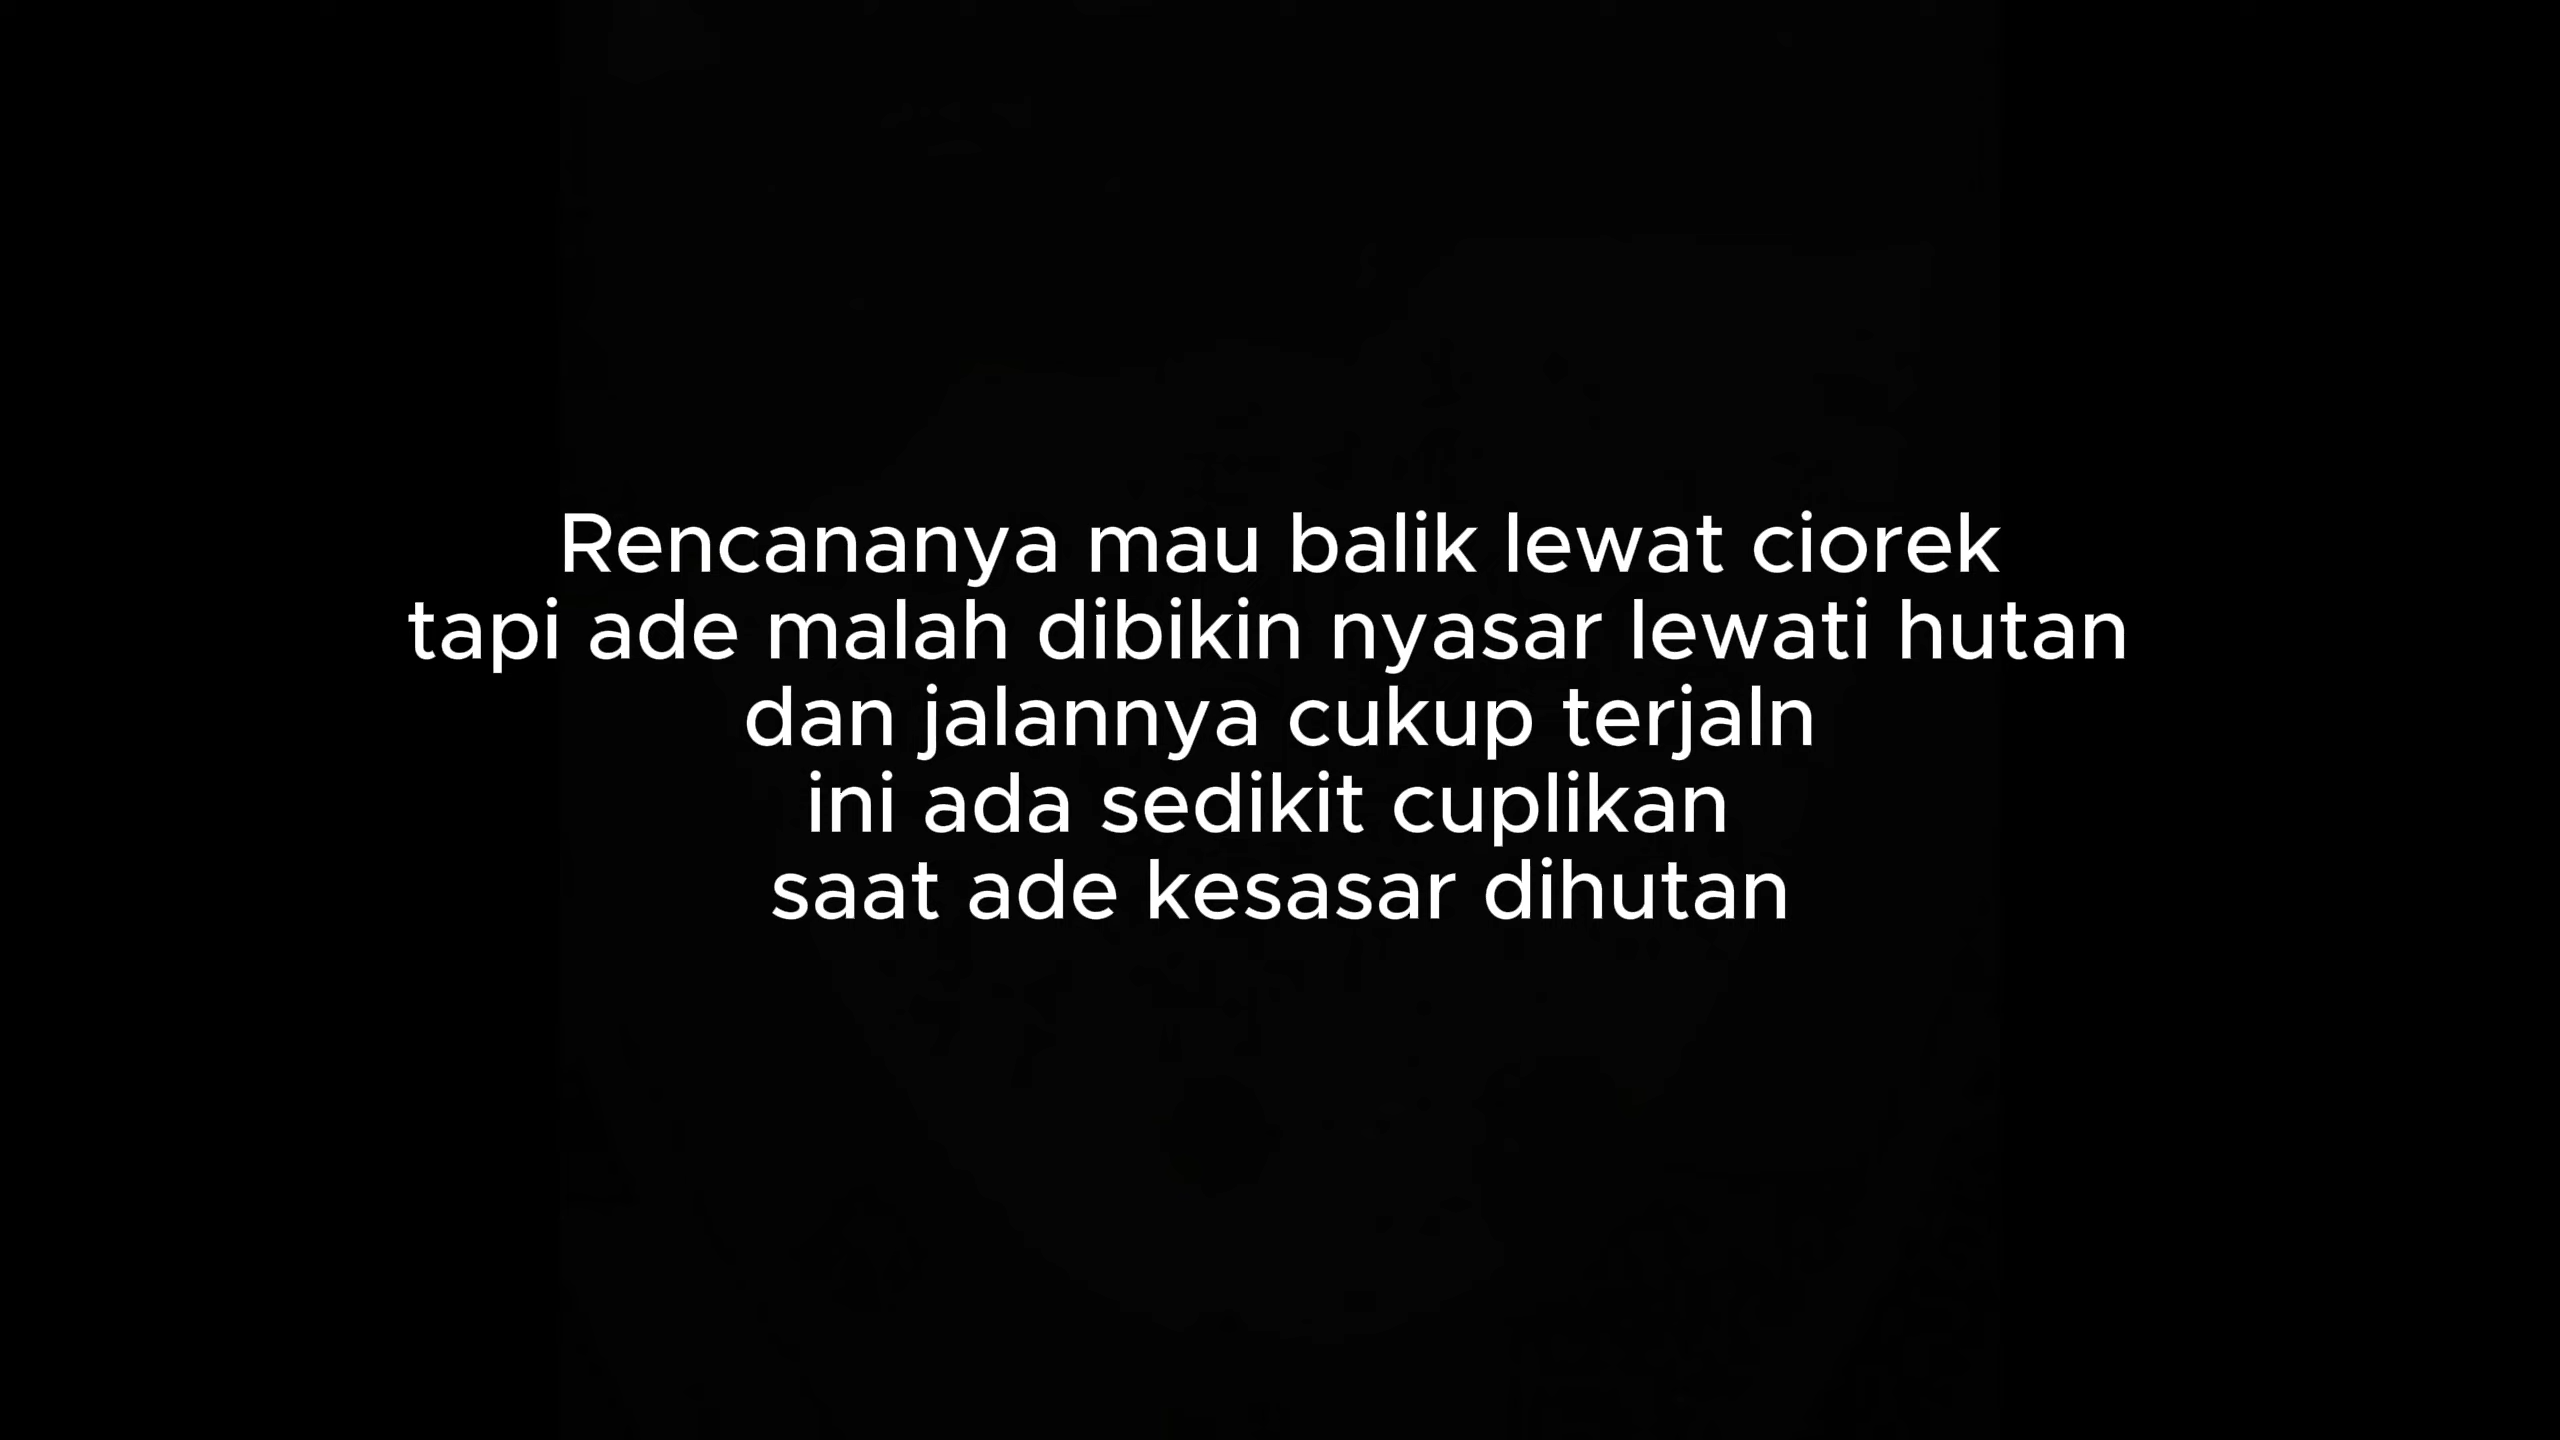 Rencananya mau balik lewat ciorek
tapi ade malah dibikin nyasar lewati hutan
dan jalannya cukup terjaln
ini ada sedikit cuplikan
saat ade kesasar dihutan